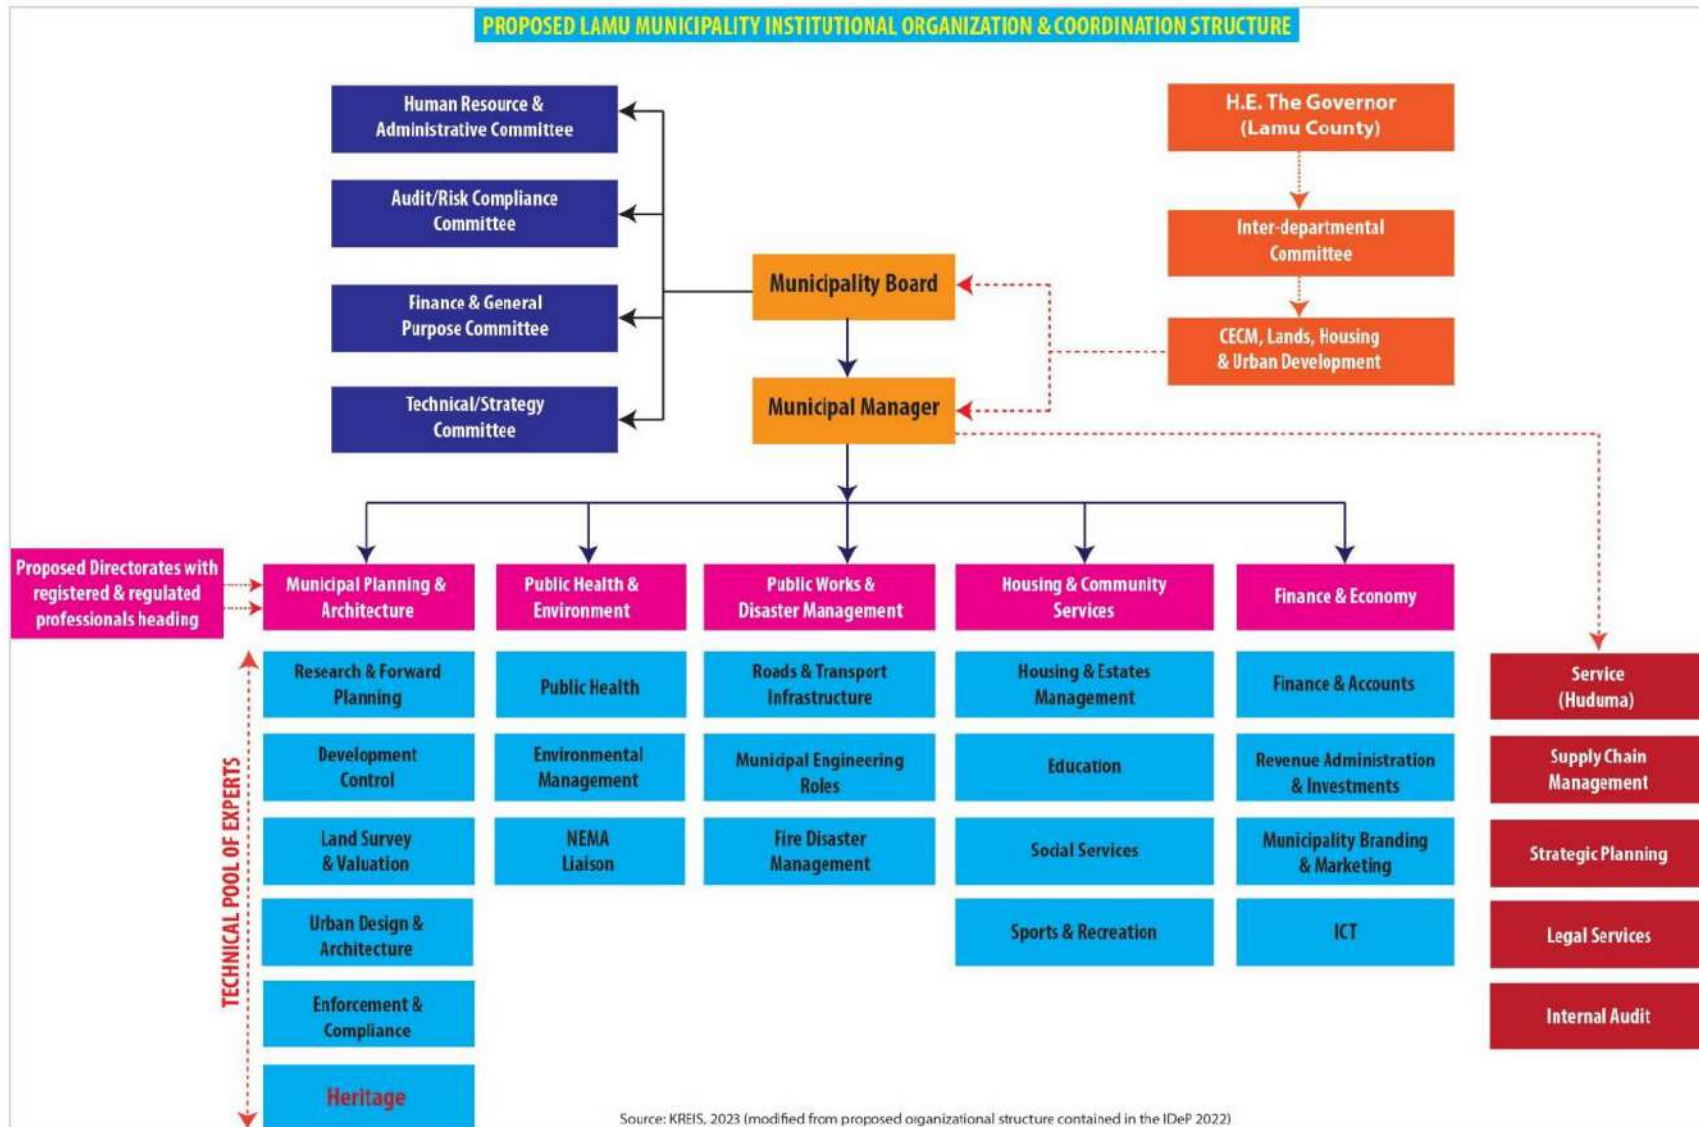 PROPOSED LAMU MUNICIPALITY INSTITUTIONAL ORGANIZATION & COORDINATION STRUCTURE
Human Resource &
Administrative Committee
Audit/Risk Compliance
Committee
Finance & General
Purpose Committee
Technical/Strategy
Committee
Municipality Board
Municipal Manager
H.E. The Governor
(Lamu County)
Inter-departmental
Committee
CECM, Lands, Housing
& Urban Development
Proposed Directorates with
registered & regulated
professionals heading
TECHNICAL POOL OF EXPERTS
Municipal Planning &
Architecture
Research & Forward
Planning
Development
Control
Land Survey
& Valuation
Urban Design &
Architecture
Enforcement &
Compliance
Heritage
Public Health &
Environment
Public Health
Environmental
Management
NEMA
Liaison
Public Works &
Disaster Management
Roads & Transport
Infrastructure
Municipal Engineering
Roles
Fire Disaster
Management
Housing & Community
Services
Housing & Estates
Management
Education
Social Services
Sports & Recreation
Finance & Economy
Finance & Accounts
Revenue Administration
& Investments
Municipality Branding
& Marketing
ICT
Service
(Huduma)
Supply Chain
Management
Strategic Planning
Legal Services
Internal Audit
Source: KREIS, 2023 (modified from proposed organizational structure contained in the IDeP 2022)